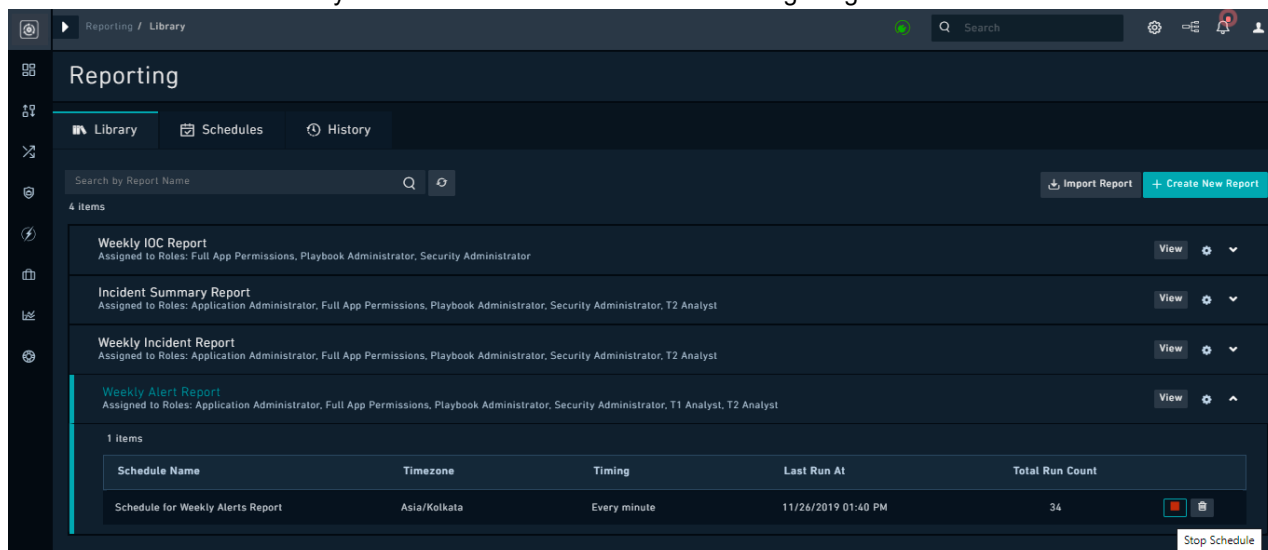 Reporting / Library
Search
Reporting
Library
Schedules
History
Search by Report Name
Import Report
+ Create New Report
4 items
Weekly IOC Report
View
Assigned to Roles: Full App Permissions, Playbook Administrator, Security Administrator
Incident Summary Report
View
Assigned to Roles: Application Administrator, Full App Permissions, Playbook Administrator, Security Administrator, T2 Analyst
Weekly Incident Report
View
Assigned to Roles: Application Administrator, Full App Permissions, Playbook Administrator, Security Administrator, T2 Analyst
Weekly Alert Report
View
Assigned to Roles: Application Administrator, Full App Permissions, Playbook Administrator, Security Administrator, T1 Analyst, T2 Analyst
1 items
Schedule Name Timezone Timing Last Run At Total Run Count
Schedule for Weekly Alerts Report Asia/Kolkata Every minute 11/26/2019 01:40 PM 34
Stop Schedule